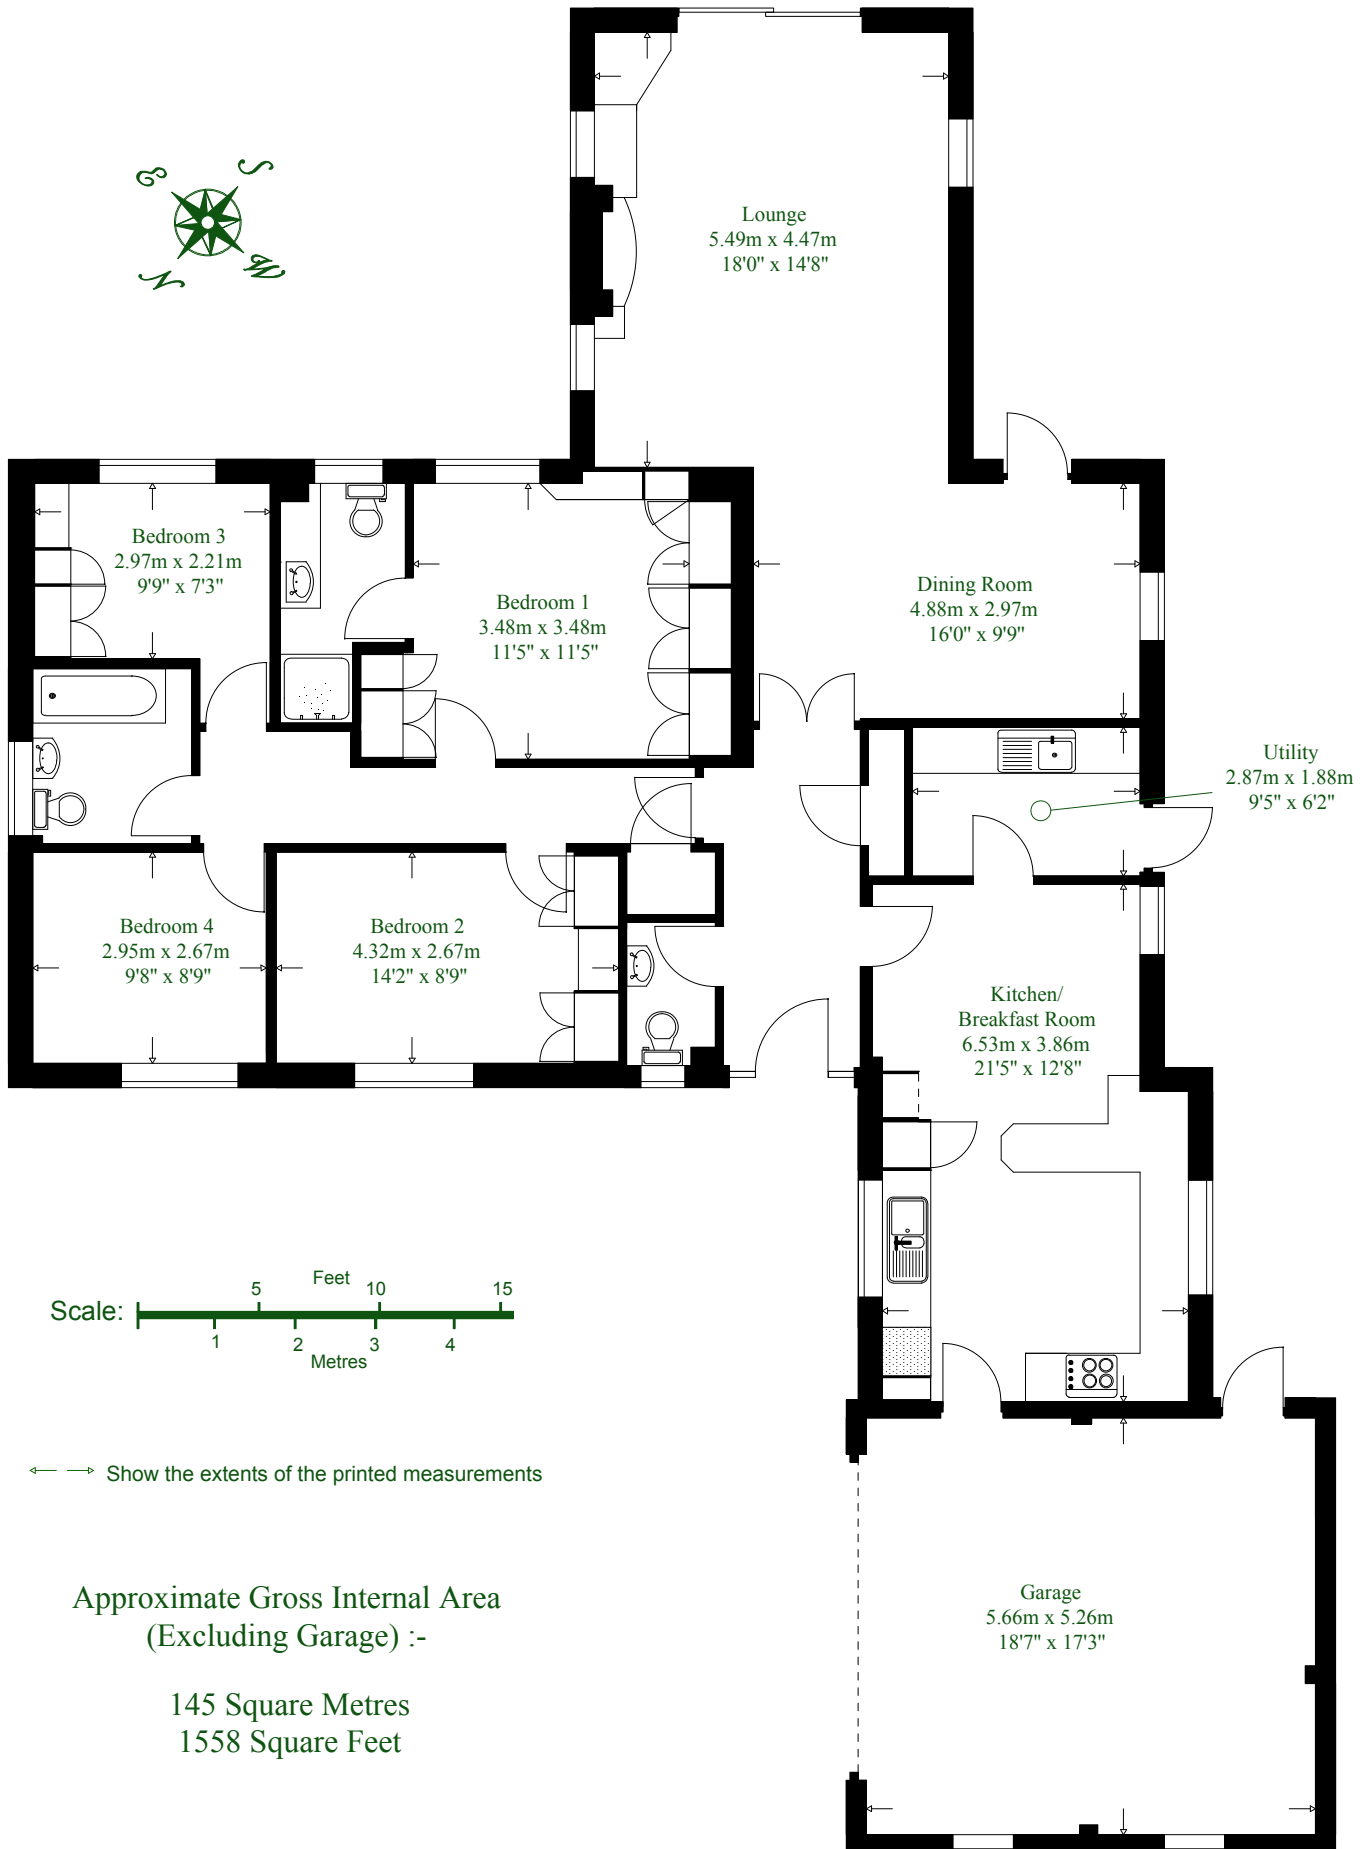 E
S
N
W
Lounge
5.49m x 4.47m
18'0" x 14'8"
Bedroom 3
2.97m x 2.21m
9'9" x 7'3"
Bedroom 1
3.48m x 3.48m
11'5" x 11'5"
Dining Room
4.88m x 2.97m
16'0" x 9'9"
Utility
2.87m x 1.88m
9'5" x 6'2"
Bedroom 4
2.95m x 2.67m
9'8" x 8'9"
Bedroom 2
4.32m x 2.67m
14'2" x 8'9"
Kitchen/
Breakfast Room
6.53m x 3.86m
21'5" x 12'8"
Feet
5 10 15
Scale:
1 2 3 4
Metres
Show the extents of the printed measurements
Approximate Gross Internal Area
(Excluding Garage) :-
145 Square Metres
1558 Square Feet
Garage
5.66m x 5.26m
18'7" x 17'3"